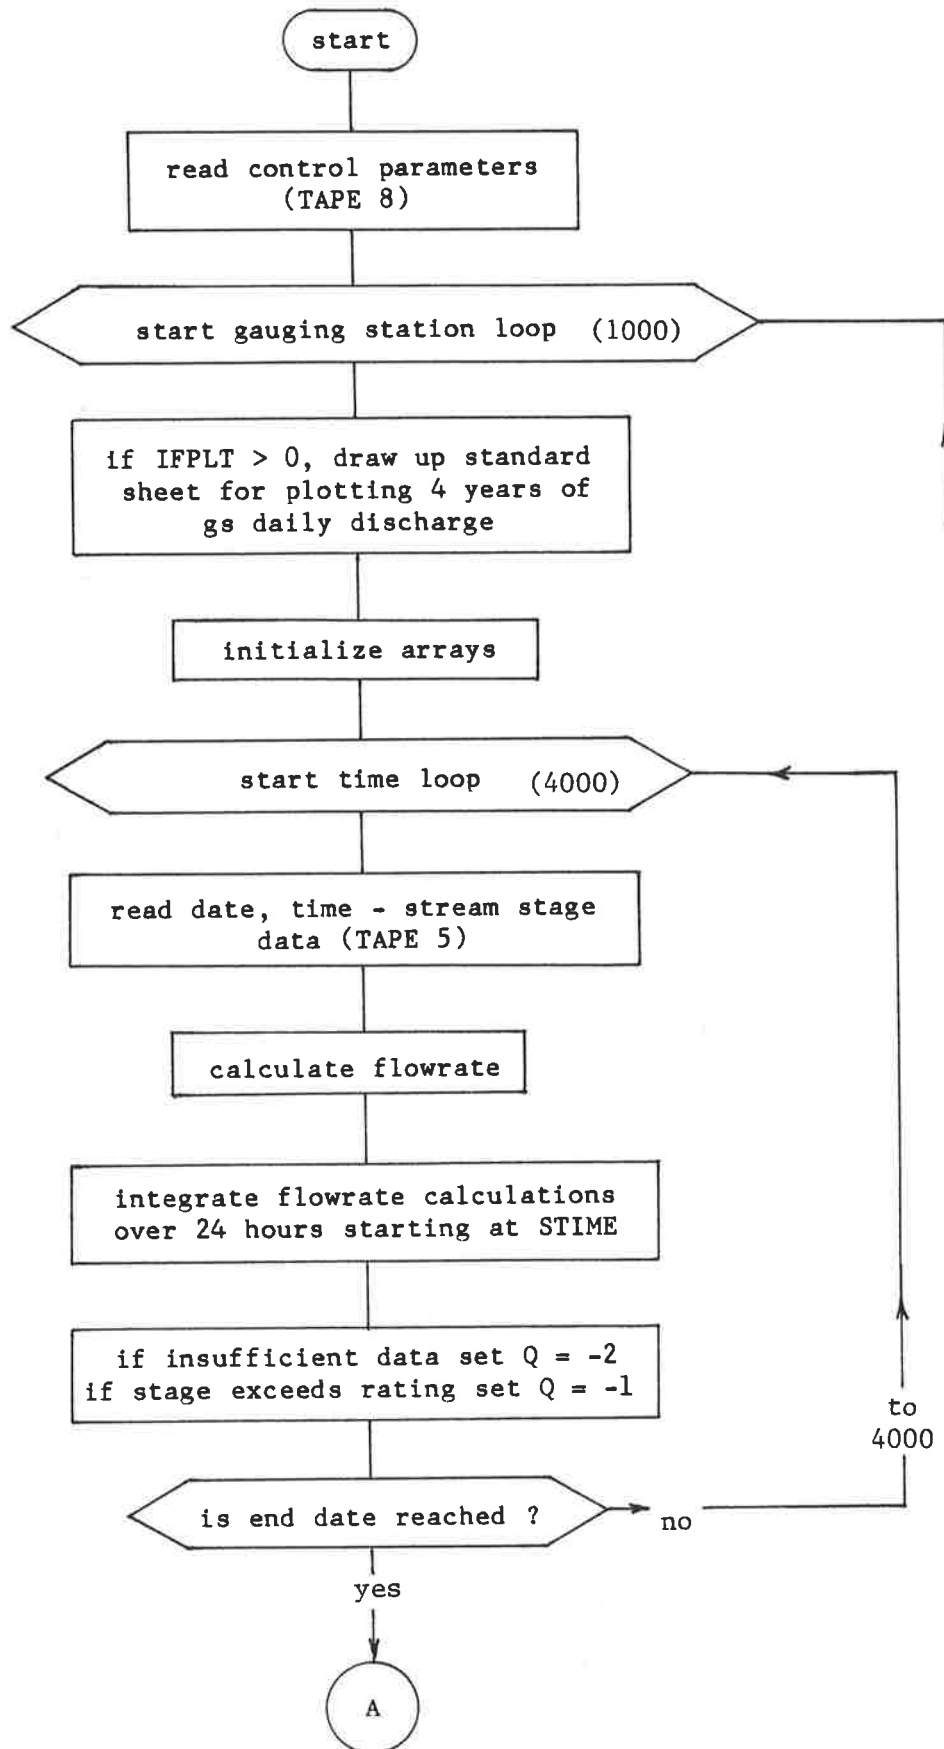 start
read control parameters
(TAPE 8)
start gauging station loop (1000)
if IFPLT > 0, draw up standard
sheet for plotting 4 years of
gs daily discharge
initialize arrays
start time loop (4000)
read date, time - stream stage
data (TAPE 5)
calculate flowrate
integrate flowrate calculations
over 24 hours starting at STIME
if insufficient data set Q = -2
if stage exceeds rating set Q = -1
to
4000
is end date reached ?
no
yes
A